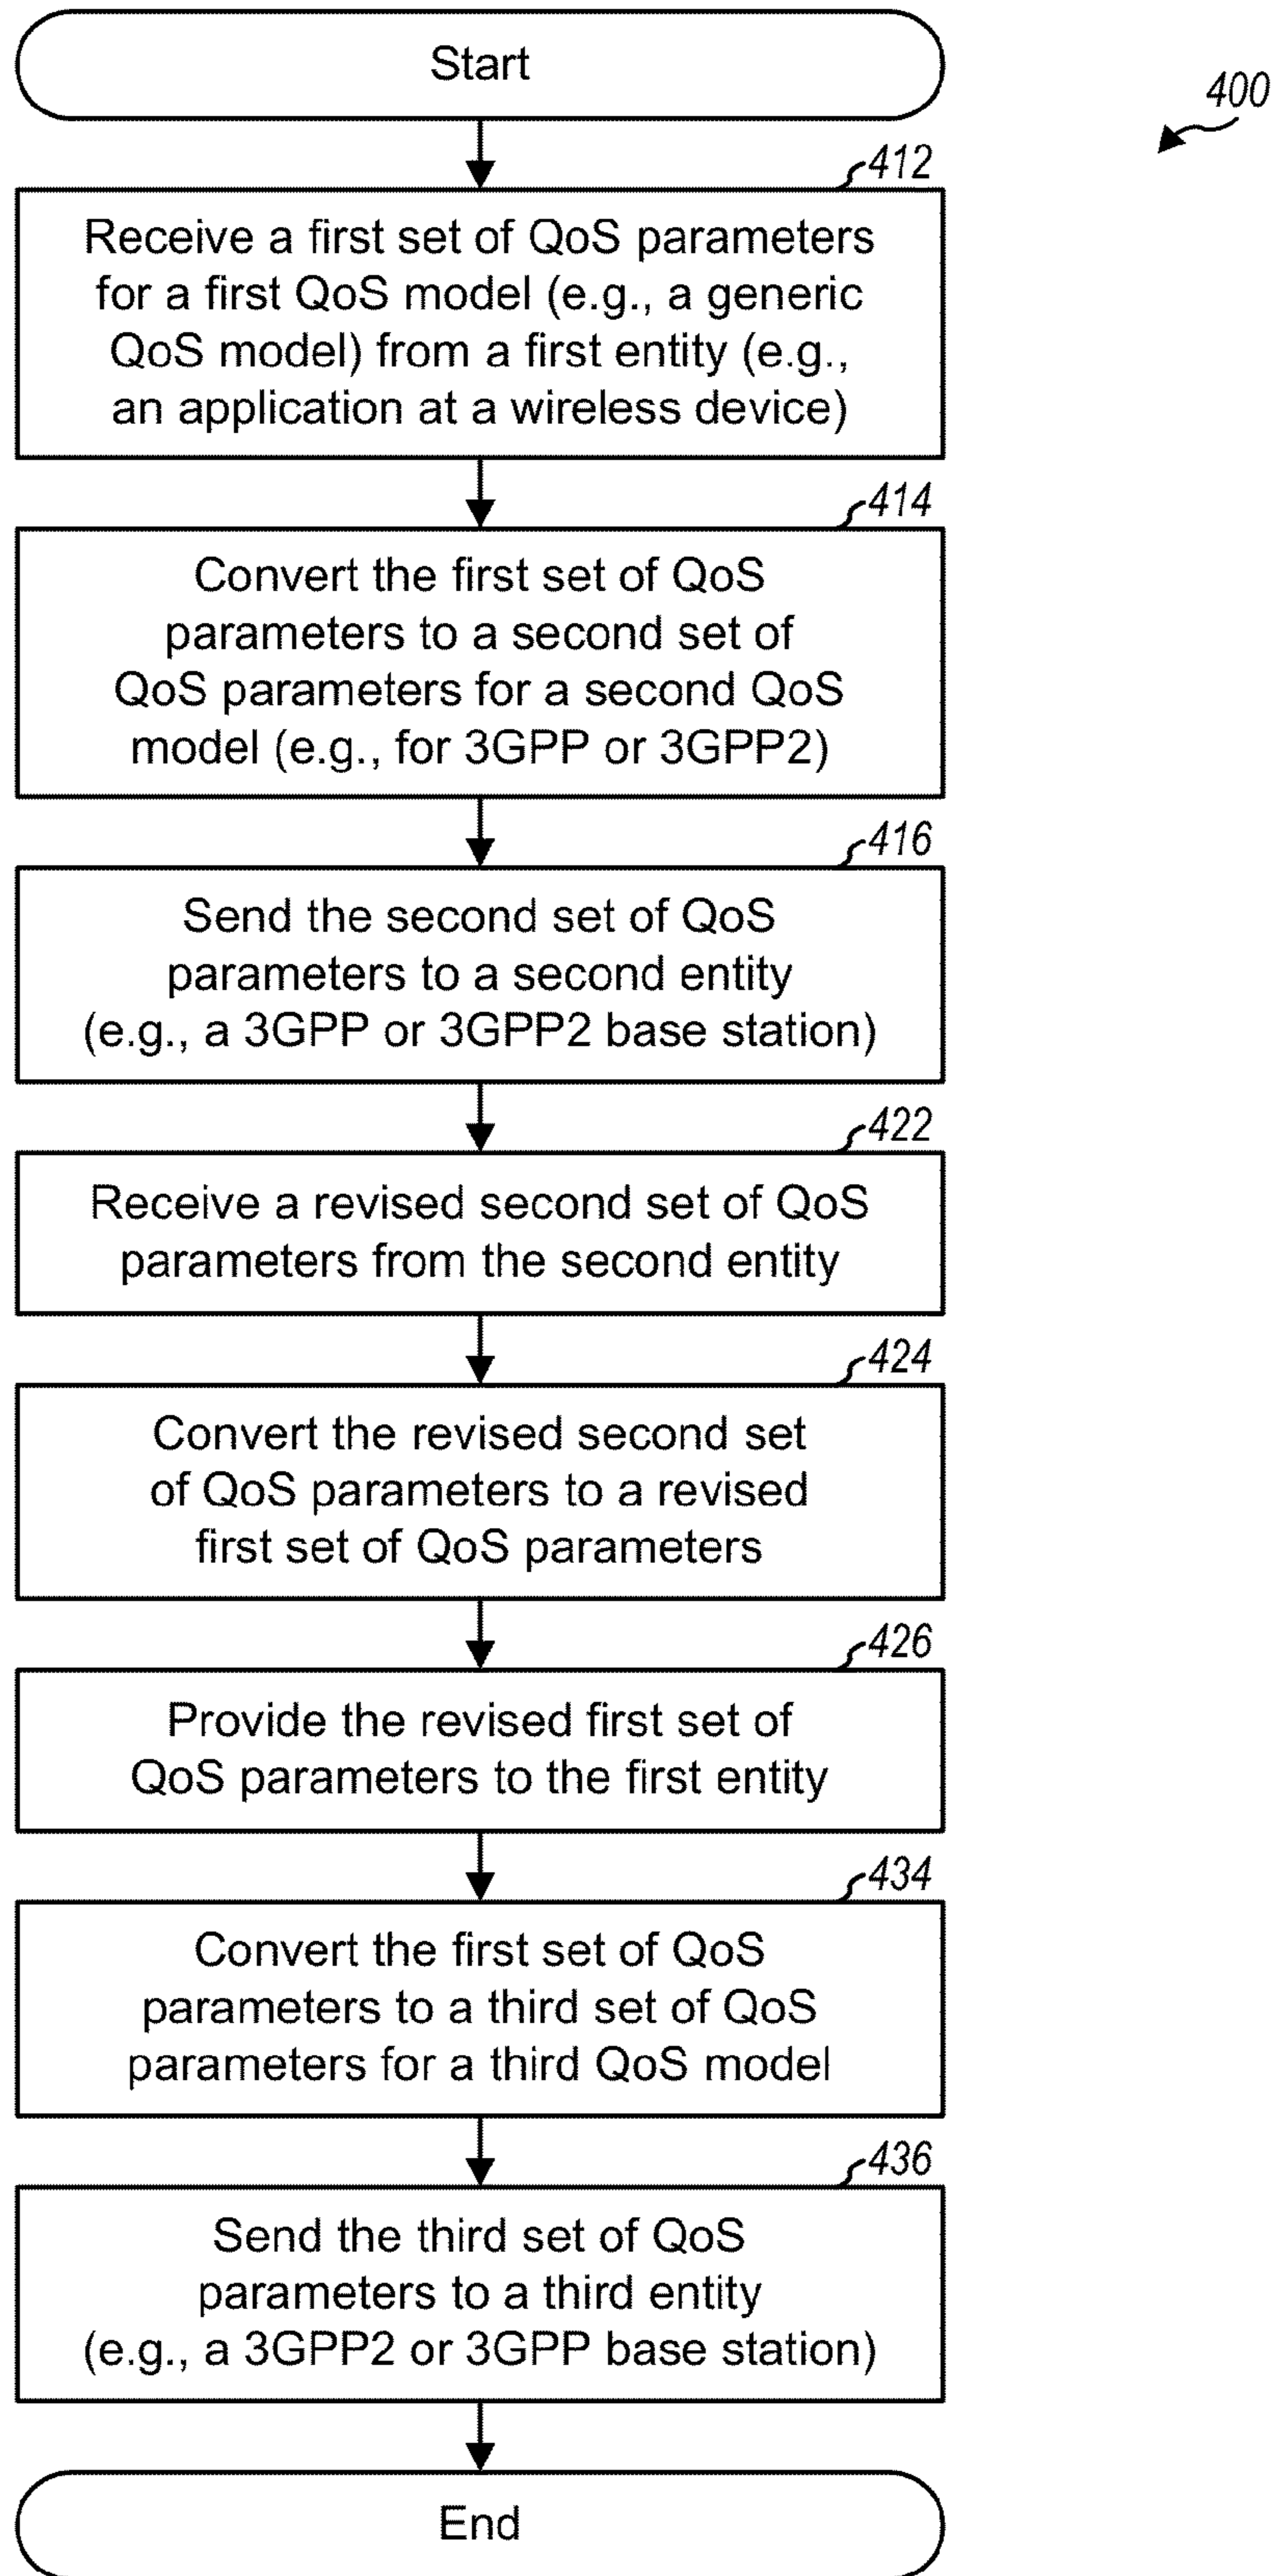 Start
400
412
Receive a first set of QoS parameters
for a first QoS model (e.g., a generic
QoS model) from a first entity (e.g.,
an application at a wireless device)
414
Convert the first set of QoS
parameters to a second set of
QoS parameters for a second QoS
model (e.g., for 3GPP or 3GPP2)
416
Send the second set of QoS
parameters to a second entity
(e.g., a 3GPP or 3GPP2 base station)
422
Receive a revised second set of QoS
parameters from the second entity
424
Convert the revised second set
of QoS parameters to a revised
first set of QoS parameters
426
Provide the revised first set of
QoS parameters to the first entity
434
Convert the first set of QoS
parameters to a third set of QoS
parameters for a third QoS model
436
Send the third set of QoS
parameters to a third entity
(e.g., a 3GPP2 or 3GPP base station)
End